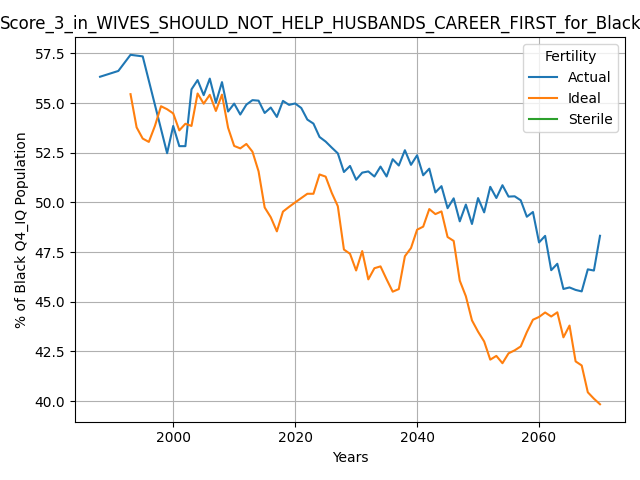 Score_3_in_WIVES_SHOULD_NOT_HELP_HUSBANDS_CAREER_FIRST_for_Black
Fertility
Actual
Ideal
Sterile
% of Black Q4_IQ Population
57.5
55.0
52.5
50.0
47.5
45.0
42.5
40.0
2000
2020
2040
2060
Years